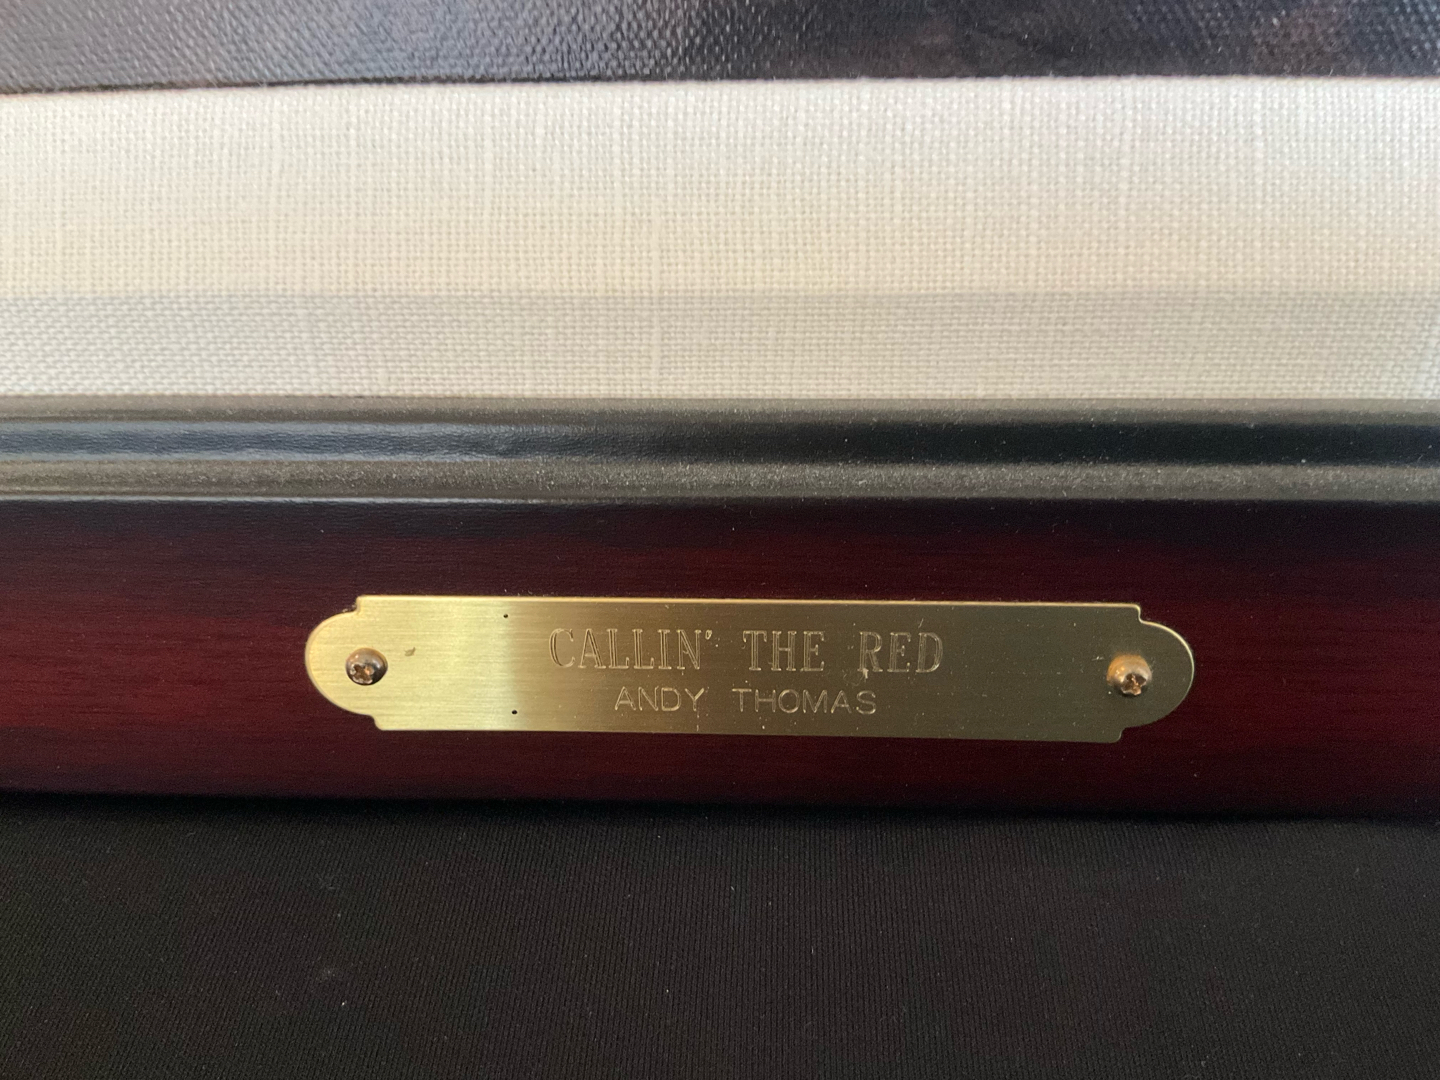 CALLIN' THE RED
ANDY THOMAS